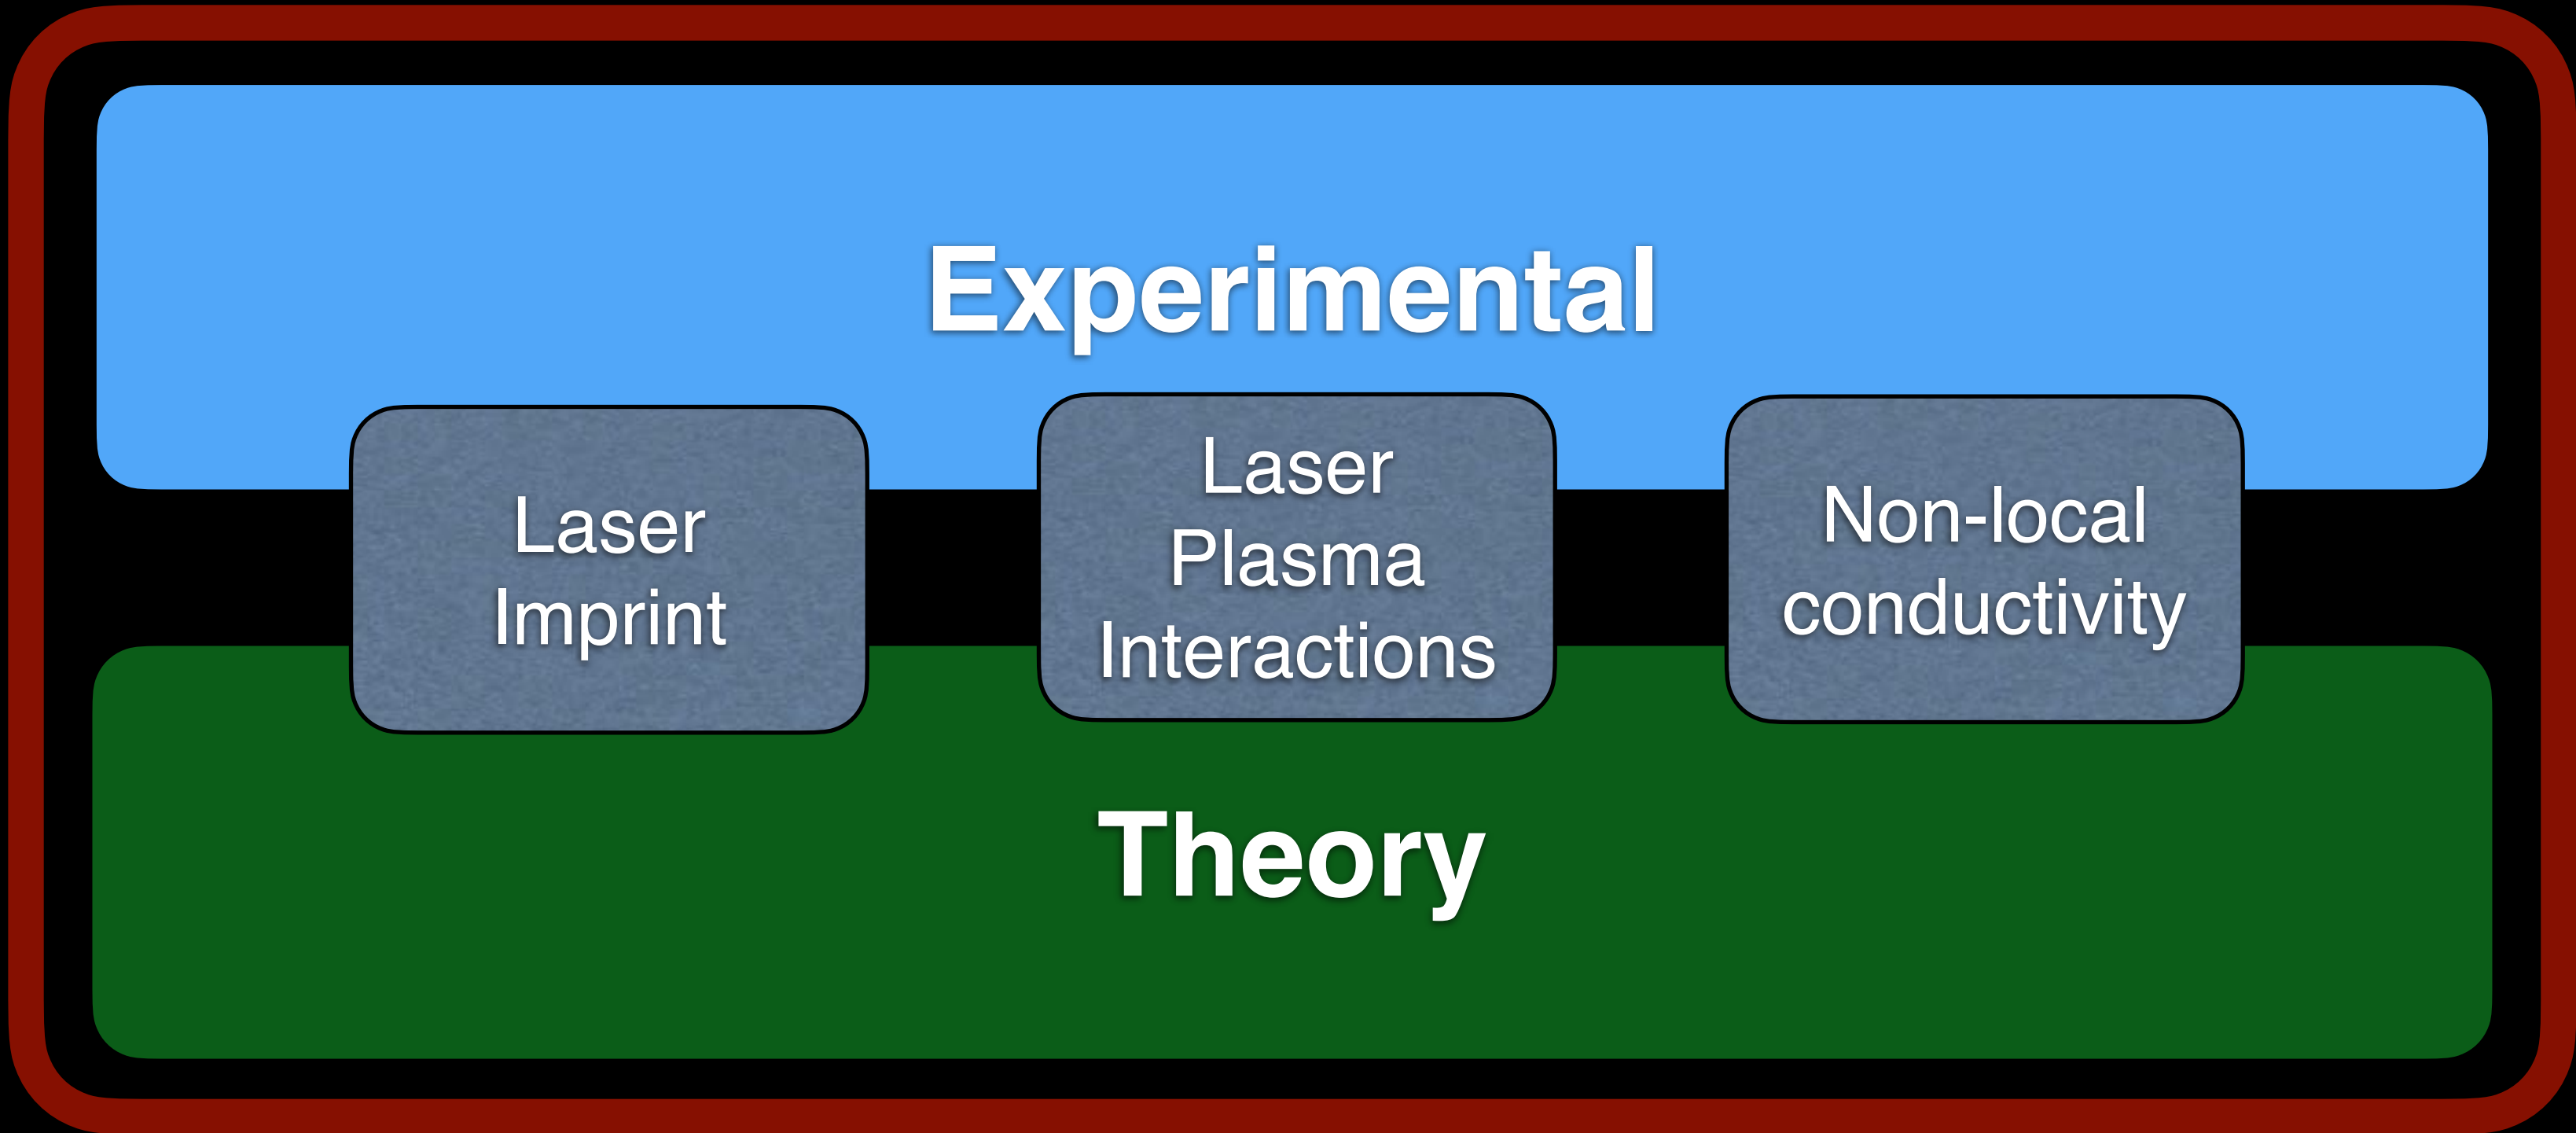 Experimental
Laser
Imprint
Laser
Plasma
Interactions
Non-local
conductivity
Theory